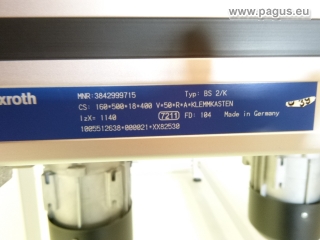 www.pagus.eu
xroth
MNR:3842999715 Typ: BS 2/K
CS: 160*500*18*400 V*50*R*A*KLEMMKASTEN
IzX= 1140 7211 FD: 104 Made in Germany
1005512638*000021*XX82530